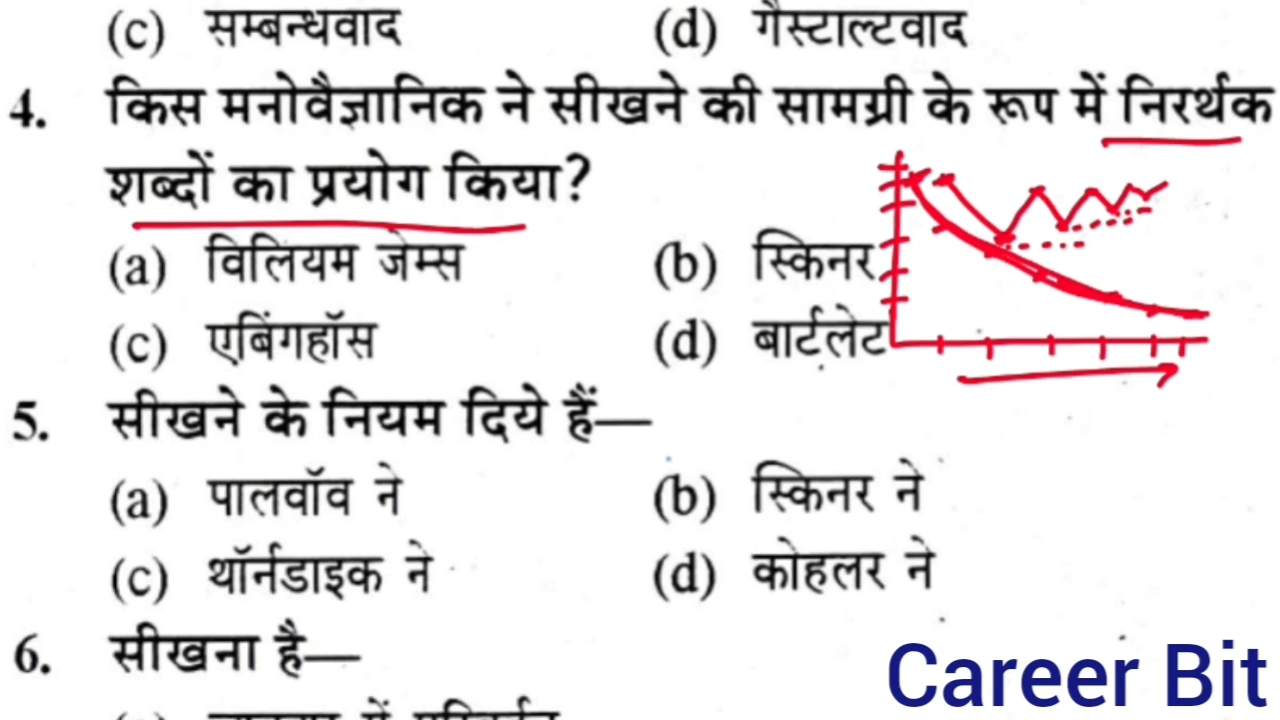 (c) सम्बन्धवाद (d) गैस्टाल्टवाद
4. किस मनोवैज्ञानिक ने सीखने की सामग्री के रूप में निरर्थक
शब्दों का प्रयोग किया?
(a) विलियम जेम्स (b) स्किनर
(c) एबिंगहॉस (d) बार्टलेट
5. सीखने के नियम दिये हैं—
(a) पालवॉव ने (b) स्किनर ने
(c) थॉर्नडाइक ने (d) कोहलर ने
6. सीखना है—
Career Bit